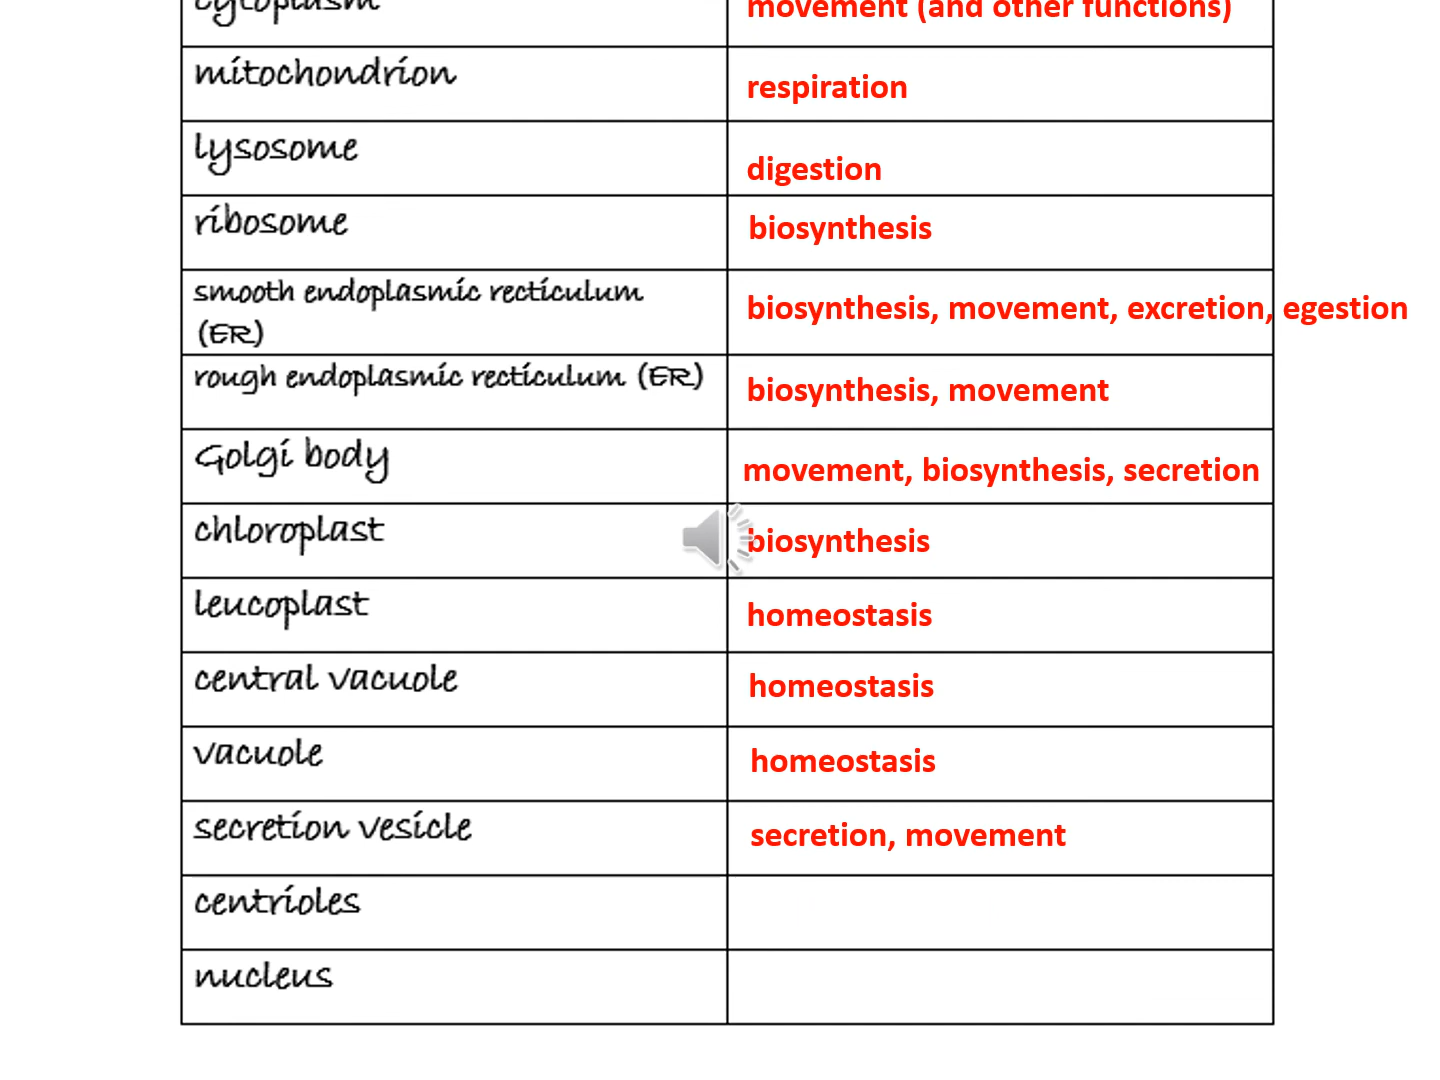 cytoplasm
movement (and other functions)
mitochondrion
respiration
lysosome
digestion
ribosome
biosynthesis
smooth endoplasmic recticulum
(ER)
biosynthesis, movement, excretion, egestion
rough endoplasmic recticulum (ER)
biosynthesis, movement
Golgi body
movement, biosynthesis, secretion
chloroplast
biosynthesis
leucoplast
homeostasis
central vacuole
homeostasis
vacuole
homeostasis
secretion vesicle
secretion, movement
centrioles
nucleus